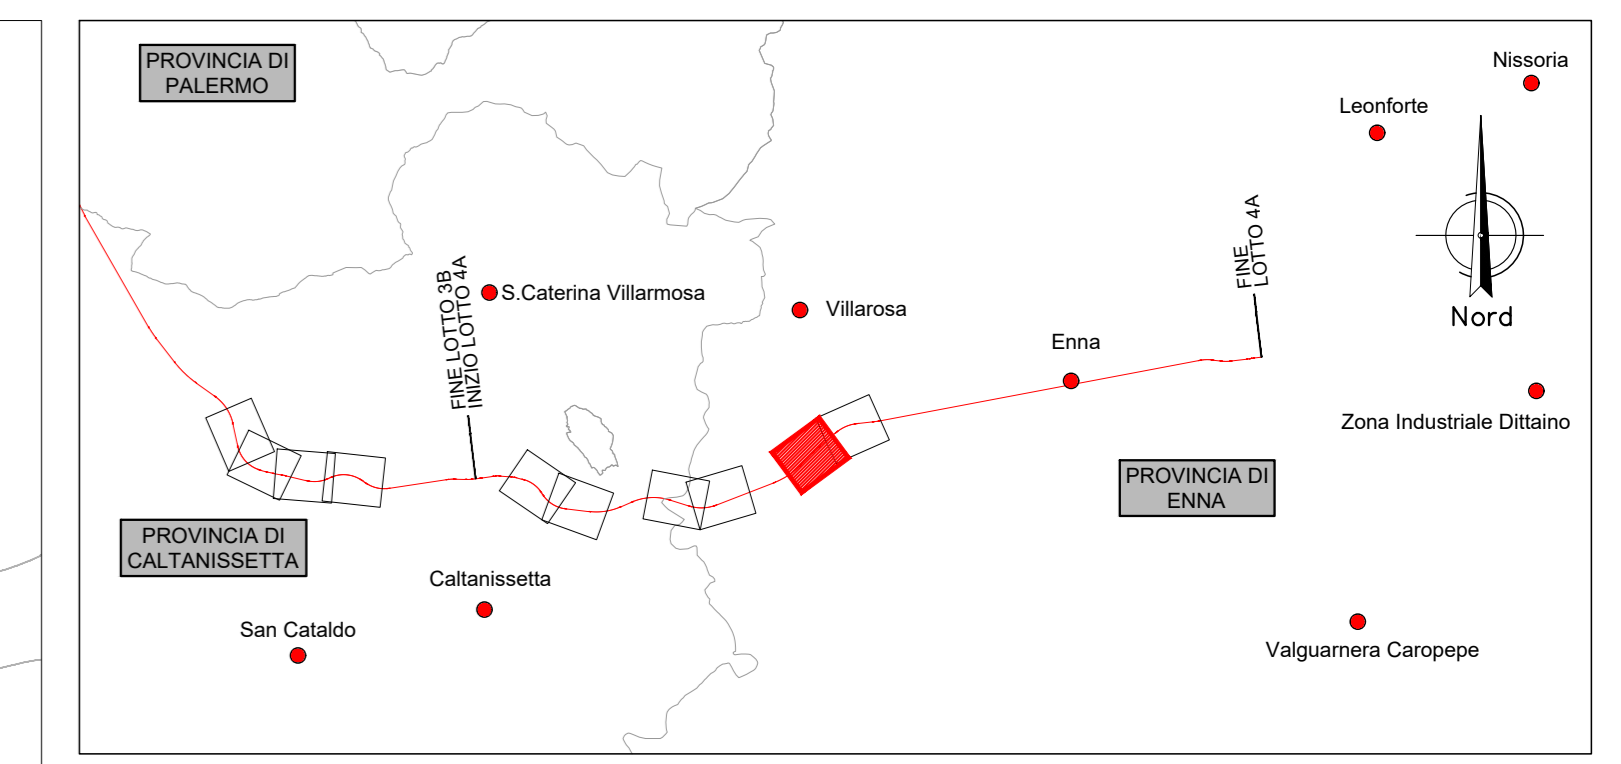 PROVINCIA DI
PALERMO
Nissoria
Leonforte
Nord
FINE
LOTTO 4A
FINE LOTTO 3B
INIZIO LOTTO 4A
S.Caterina Villarmosa
Villarosa
Enna
Zona Industriale Dittaino
PROVINCIA DI
ENNA
PROVINCIA DI
CALTANISSETTA
Caltanissetta
San Cataldo
Valguarnera Caropepe